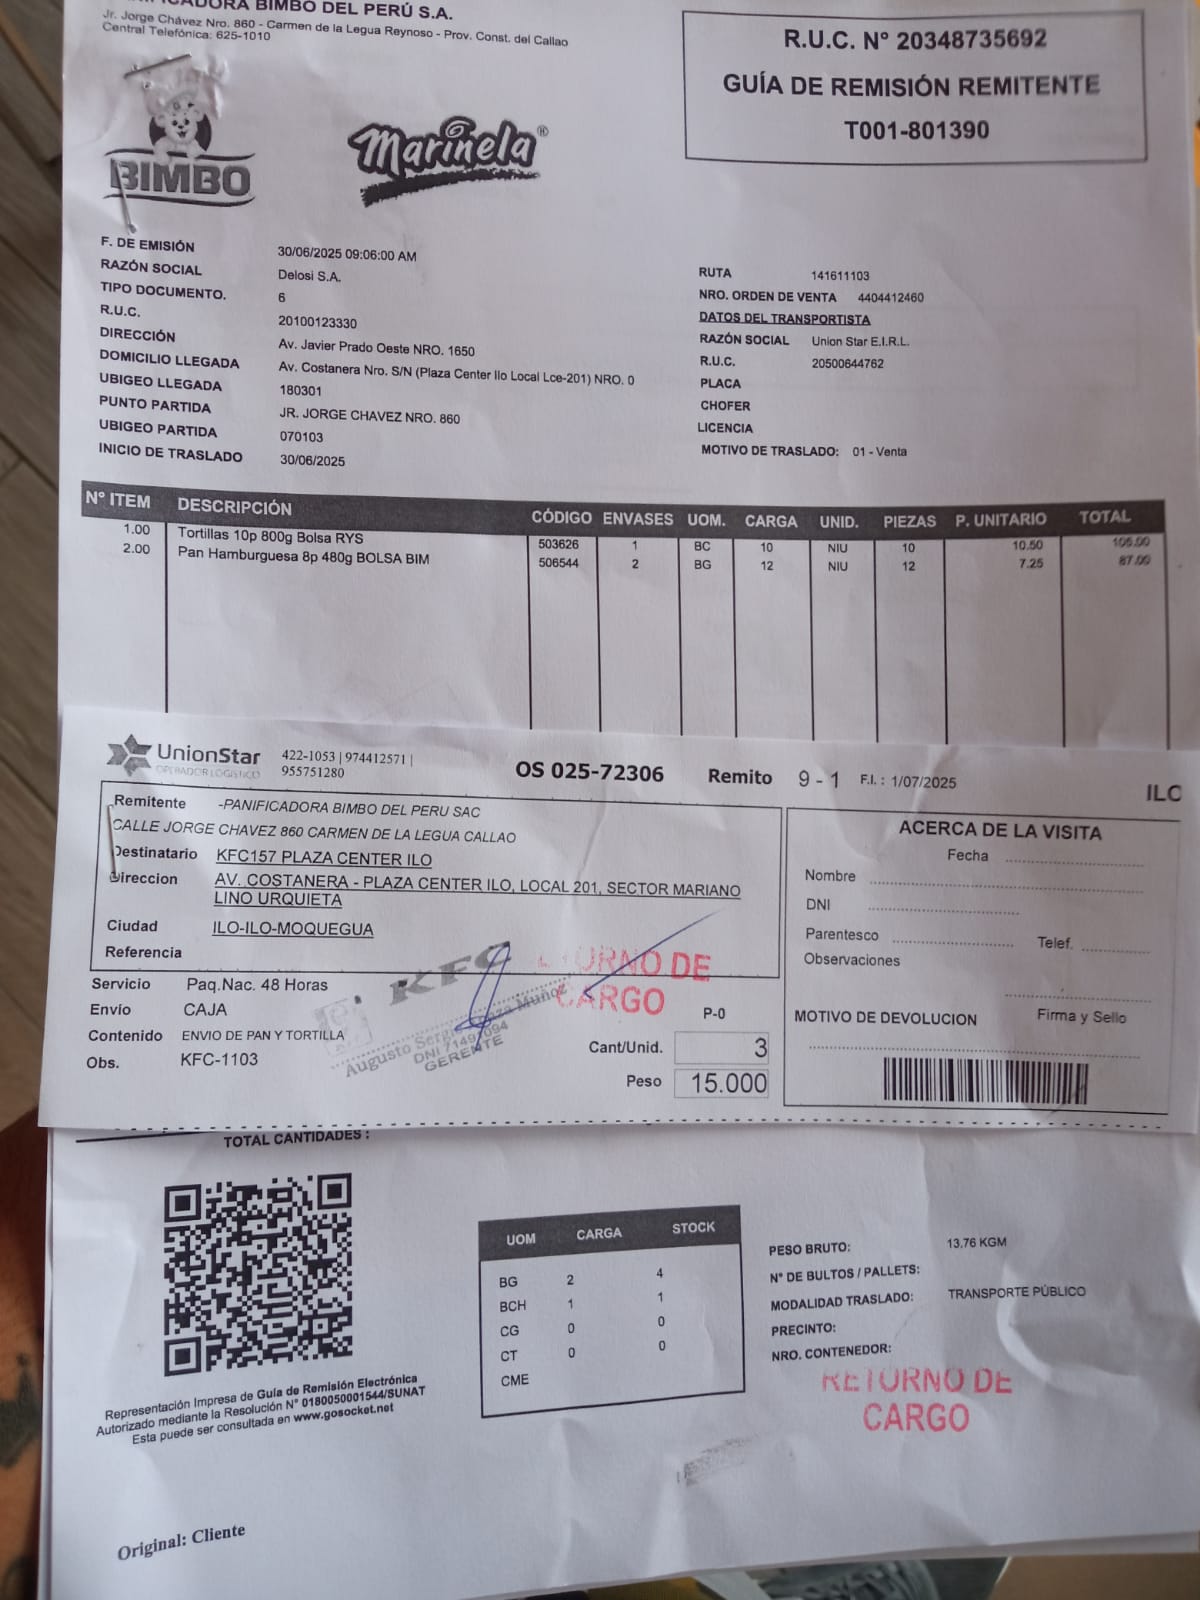 BIMBO DEL PERÚ S.A.
Jr. Jorge Chávez Nro. 860 - Carmen de la Legua Reynoso - Prov. Const. del Callao
Central Telefónica: 625-1010
BIMBO
Marinela®
R.U.C. N° 20348735692
GUÍA DE REMISIÓN REMITENTE
T001-801390
F. DE EMISIÓN 30/06/2025 09:06:00 AM
RAZÓN SOCIAL Delosi S.A.
TIPO DOCUMENTO. 6
R.U.C. 20100123330
DIRECCIÓN Av. Javier Prado Oeste NRO. 1650
DOMICILIO LLEGADA Av. Costanera Nro. S/N (Plaza Center Ilo Local Lce-201) NRO. 0
UBIGEO LLEGADA 180301
PUNTO PARTIDA JR. JORGE CHAVEZ NRO. 860
UBIGEO PARTIDA 070103
INICIO DE TRASLADO 30/06/2025
RUTA 141611103
NRO. ORDEN DE VENTA 4404412460
DATOS DEL TRANSPORTISTA
RAZÓN SOCIAL Union Star E.I.R.L.
R.U.C. 20500644762
PLACA
CHOFER
LICENCIA
MOTIVO DE TRASLADO: 01 - Venta
N° ITEM DESCRIPCIÓN CÓDIGO ENVASES UOM. CARGA UNID. PIEZAS P. UNITARIO TOTAL
1.00 Tortillas 10p 800g Bolsa RYS 503626 1 BC 10 NIU 10 10.50 105.00
2.00 Pan Hamburguesa 8p 480g BOLSA BIM 506544 2 BG 12 NIU 12 7.25 87.00
UnionStar
OPERADOR LOGISTICO
422-1053 | 974412571 |
955751280
OS 025-72306 Remito 9 - 1 F.I. : 1/07/2025
ILO
Remitente -PANIFICADORA BIMBO DEL PERU SAC
CALLE JORGE CHAVEZ 860 CARMEN DE LA LEGUA CALLAO
Destinatario KFC157 PLAZA CENTER ILO
Direccion AV. COSTANERA - PLAZA CENTER ILO, LOCAL 201, SECTOR MARIANO
LINO URQUIETA
Ciudad ILO-ILO-MOQUEGUA
Referencia
Servicio Paq.Nac. 48 Horas
Envío CAJA
Contenido ENVIO DE PAN Y TORTILLA
Obs. KFC-1103
KFC
Augusto Sergio Muñoz
GERENTE
DE
CARGO
P-0
Cant/Unid. 3
Peso 15.000
ACERCA DE LA VISITA
Fecha
Nombre
DNI
Parentesco Telef.
Observaciones
MOTIVO DE DEVOLUCION Firma y Sello
TOTAL CANTIDADES :
UOM CARGA STOCK
BG 2 4
BCH 1 1
CG 0 0
CT 0 0
CME
PESO BRUTO: 13.76 KGM
N° DE BULTOS / PALLETS:
MODALIDAD TRASLADO: TRANSPORTE PÚBLICO
PRECINTO:
NRO. CONTENEDOR:
RETORNO DE
CARGO
Representación Impresa de Guía de Remisión Electrónica
Autorizado mediante la Resolución N° 0180050001544/SUNAT
Esta puede ser consultada en www.gosocket.net
Original: Cliente